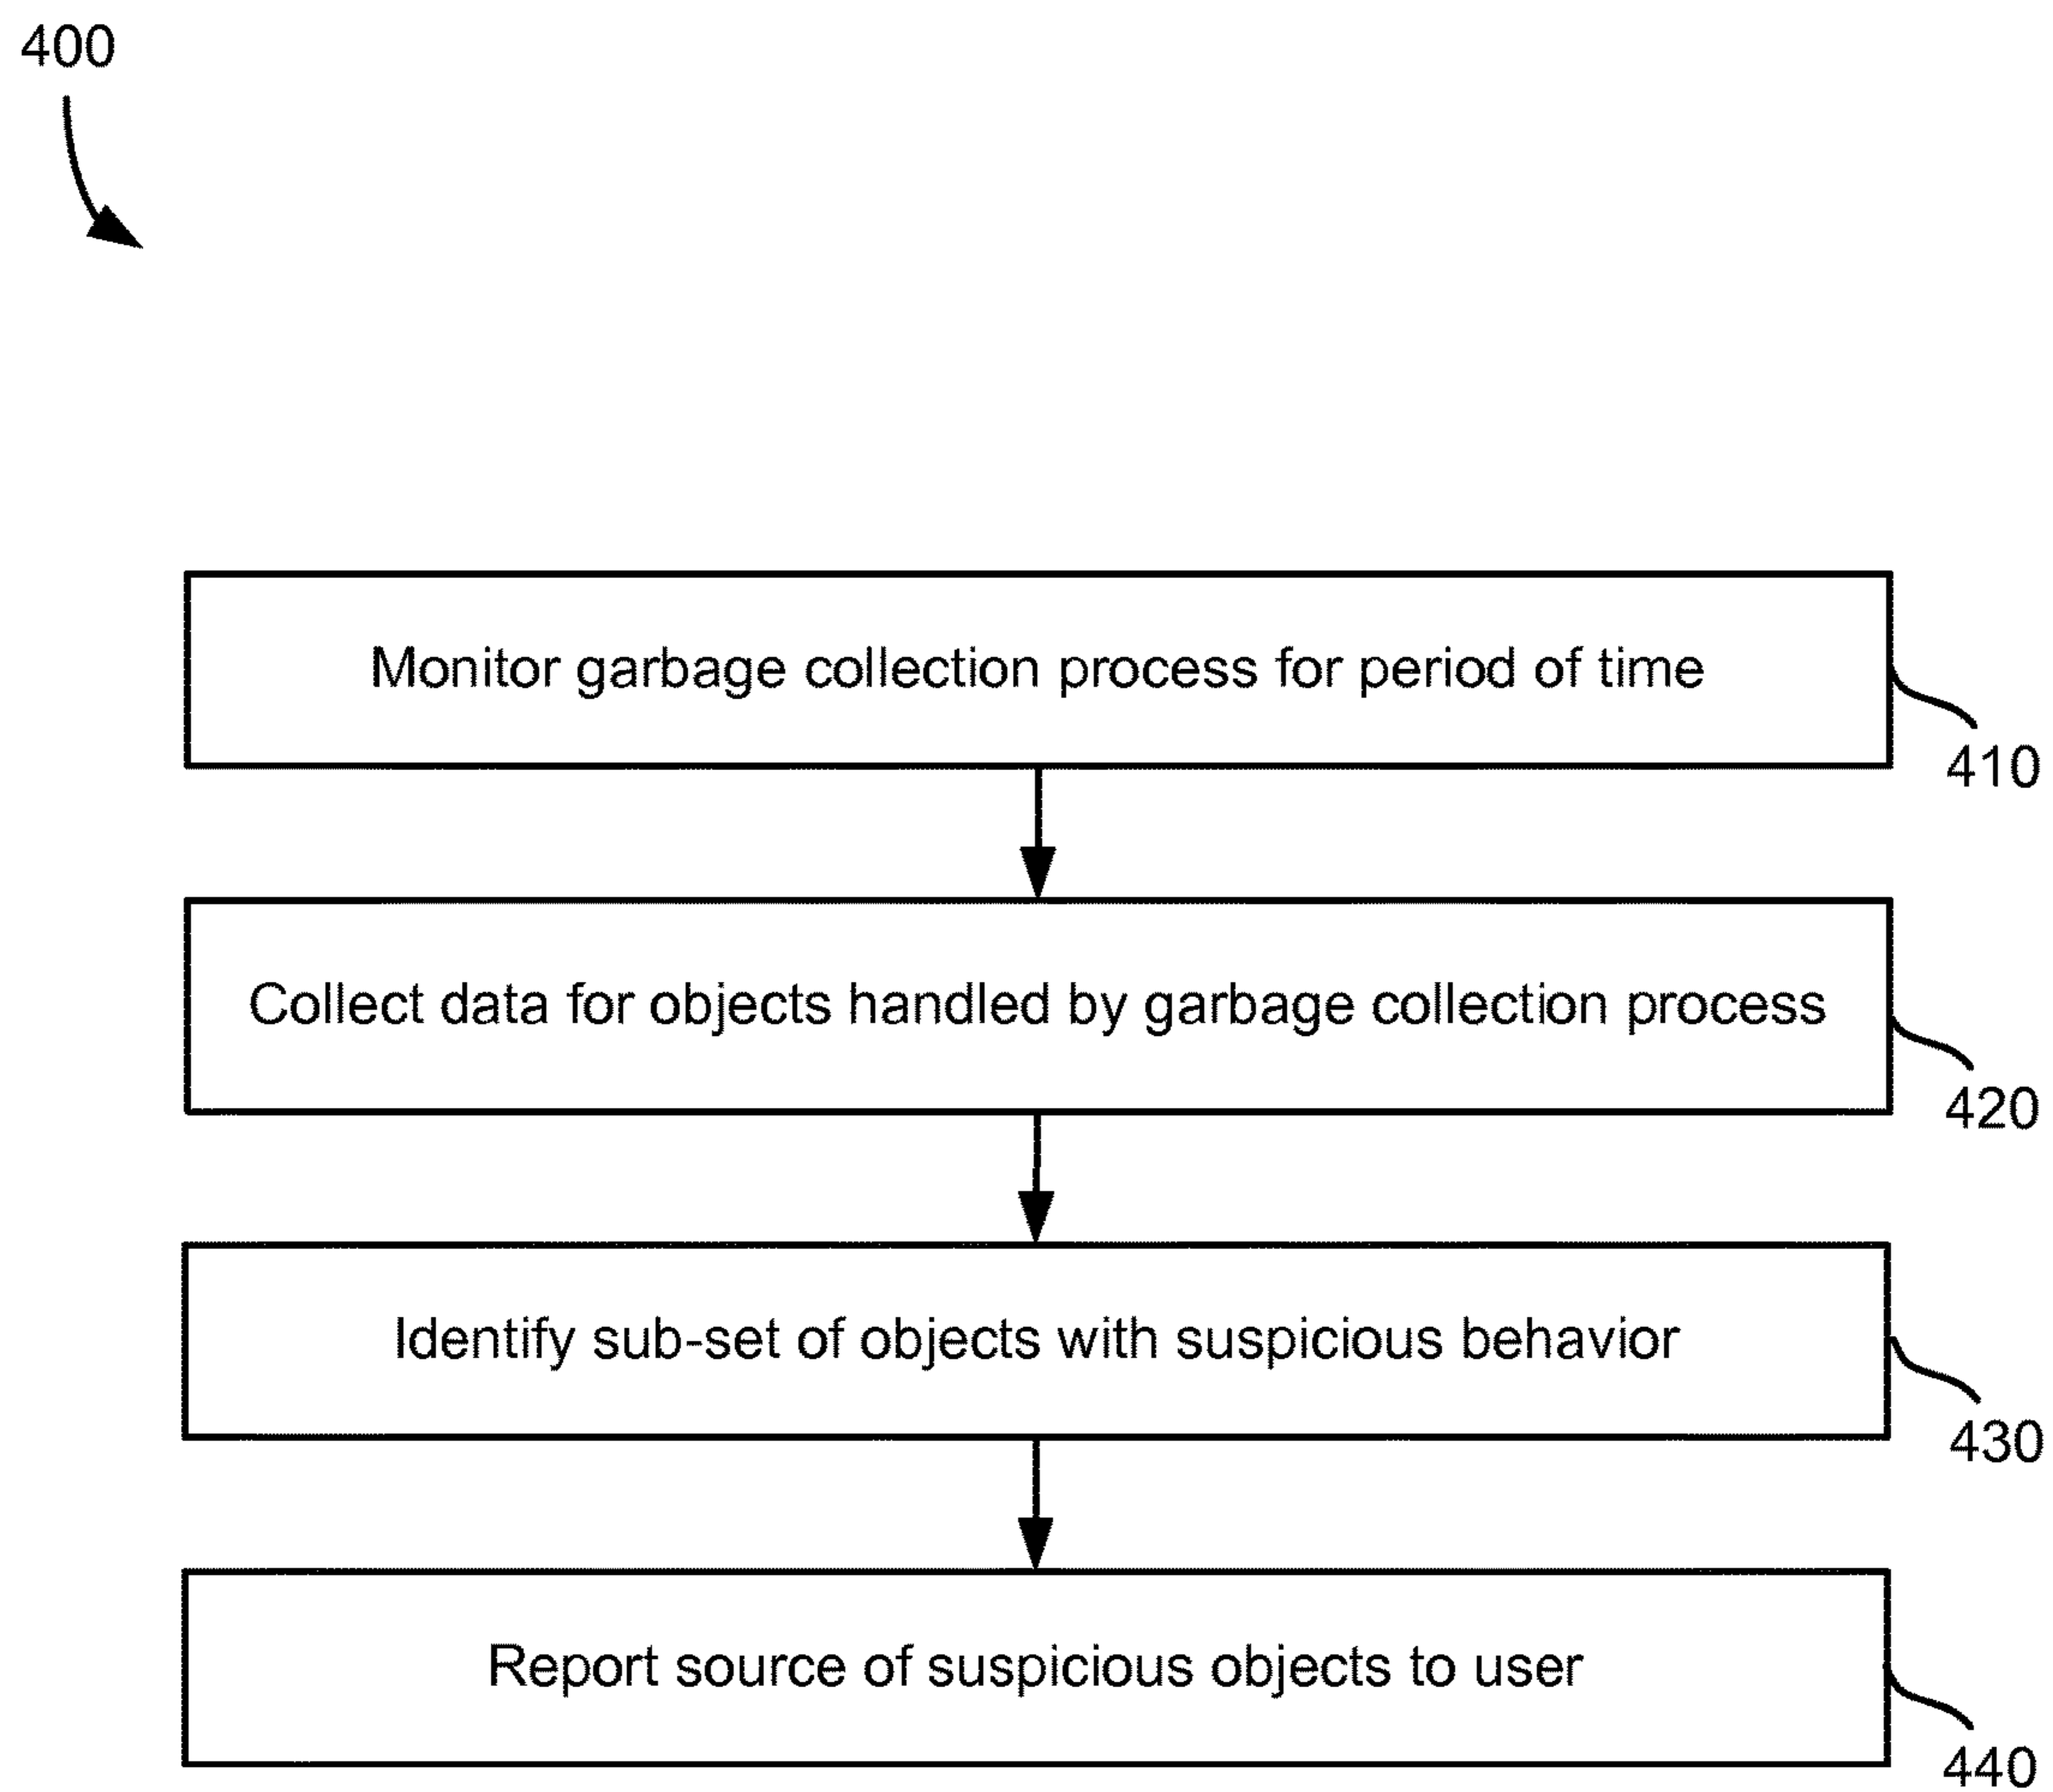 400
Monitor garbage collection process for period of time
410
Collect data for objects handled by garbage collection process
420
Identify sub-set of objects with suspicious behavior
430
Report source of suspicious objects to user
440